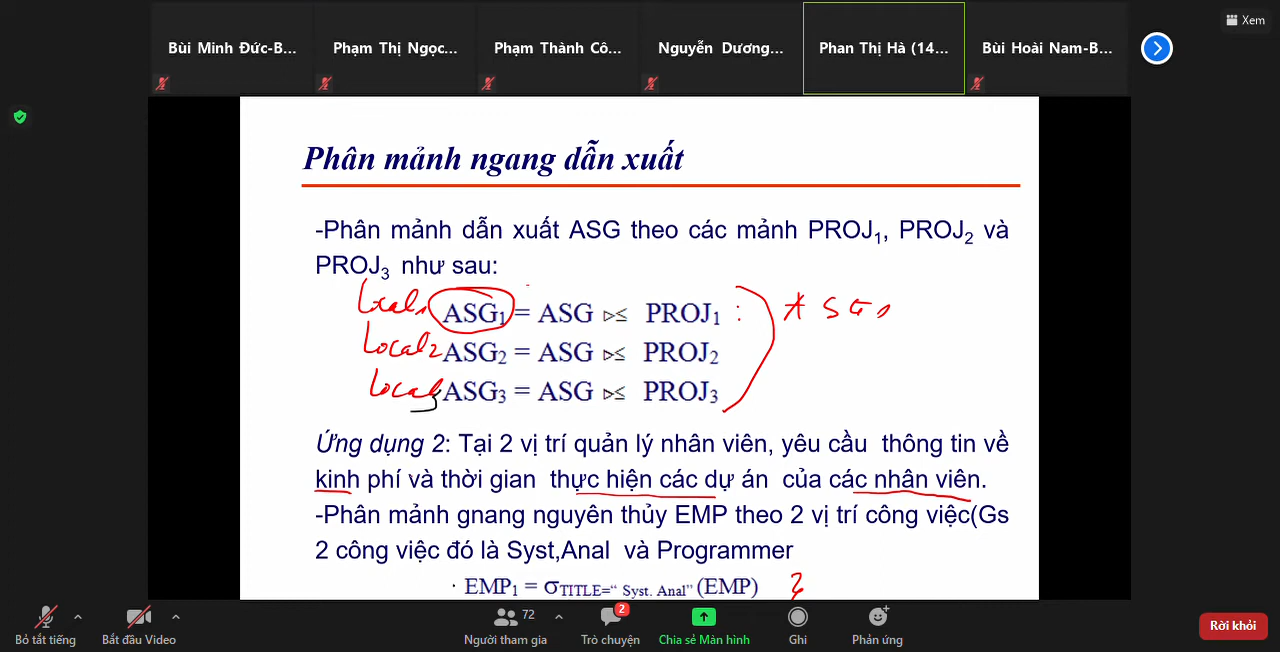 Bùi Minh Đức-B... Phạm Thị Ngọc... Phạm Thành Cô... Nguyễn Dương... Phan Thị Hà (14... Bùi Hoài Nam-B... Xem
Phân mảnh ngang dẫn xuất
-Phân mảnh dẫn xuất ASG theo các mảnh PROJ1, PROJ2 và
PROJ3 như sau:
Local1 ASG1 = ASG ⊳≤ PROJ1 :
Local2 ASG2 = ASG ⊳≤ PROJ2
Local3 ASG3 = ASG ⊳≤ PROJ3
Ứng dụng 2: Tại 2 vị trí quản lý nhân viên, yêu cầu thông tin về
kinh phí và thời gian thực hiện các dự án của các nhân viên.
-Phân mảnh gnang nguyên thủy EMP theo 2 vị trí công việc(Gs
2 công việc đó là Syst,Anal và Programmer
EMP1 = σTITLE=“ Syst. Anal” (EMP)
72 2
Bỏ tắt tiếng Bắt đầu Video Người tham gia Trò chuyện Chia sẻ Màn hình Ghi Phản ứng Rời khỏi